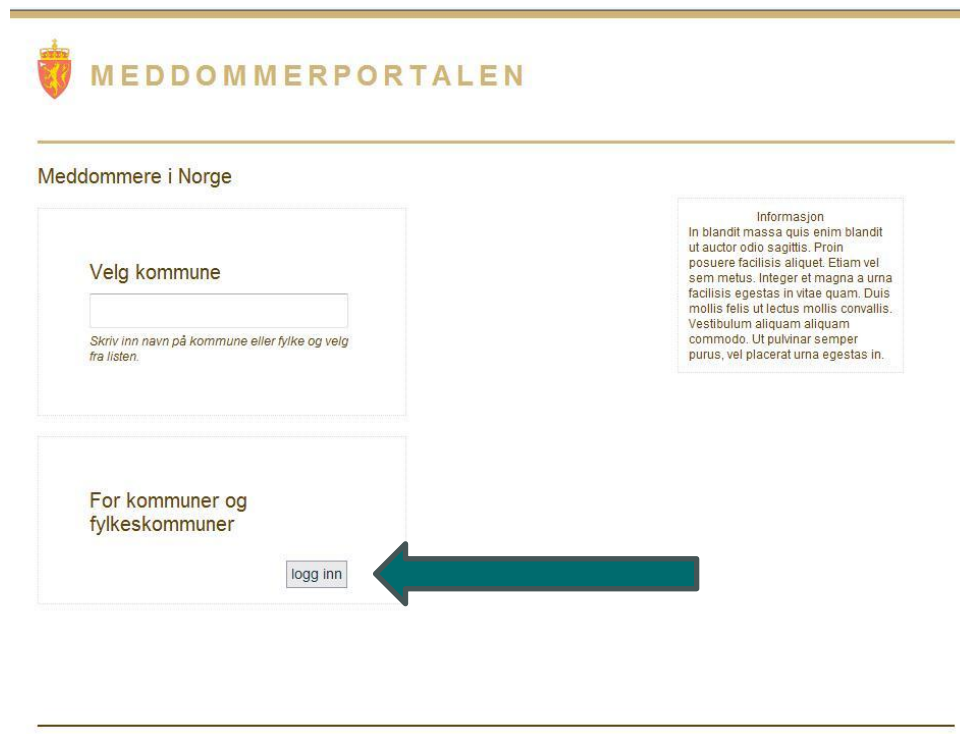 MEDDOMMERPORTALEN
Meddommere i Norge
Velg kommune
Skriv inn navn på kommune eller fylke og velg
fra listen.
For kommuner og
fylkeskommuner
logg inn
Informasjon
In blandit massa quis enim blandit
ut auctor odio sagittis. Proin
posuere facilisis aliquet. Etiam vel
sem metus. Integer et magna a urna
facilisis egestas in vitae quam. Duis
mollis felis ut lectus mollis convallis.
Vestibulum aliquam aliquam
commodo. Ut pulvinar semper
purus, vel placerat urna egestas in.